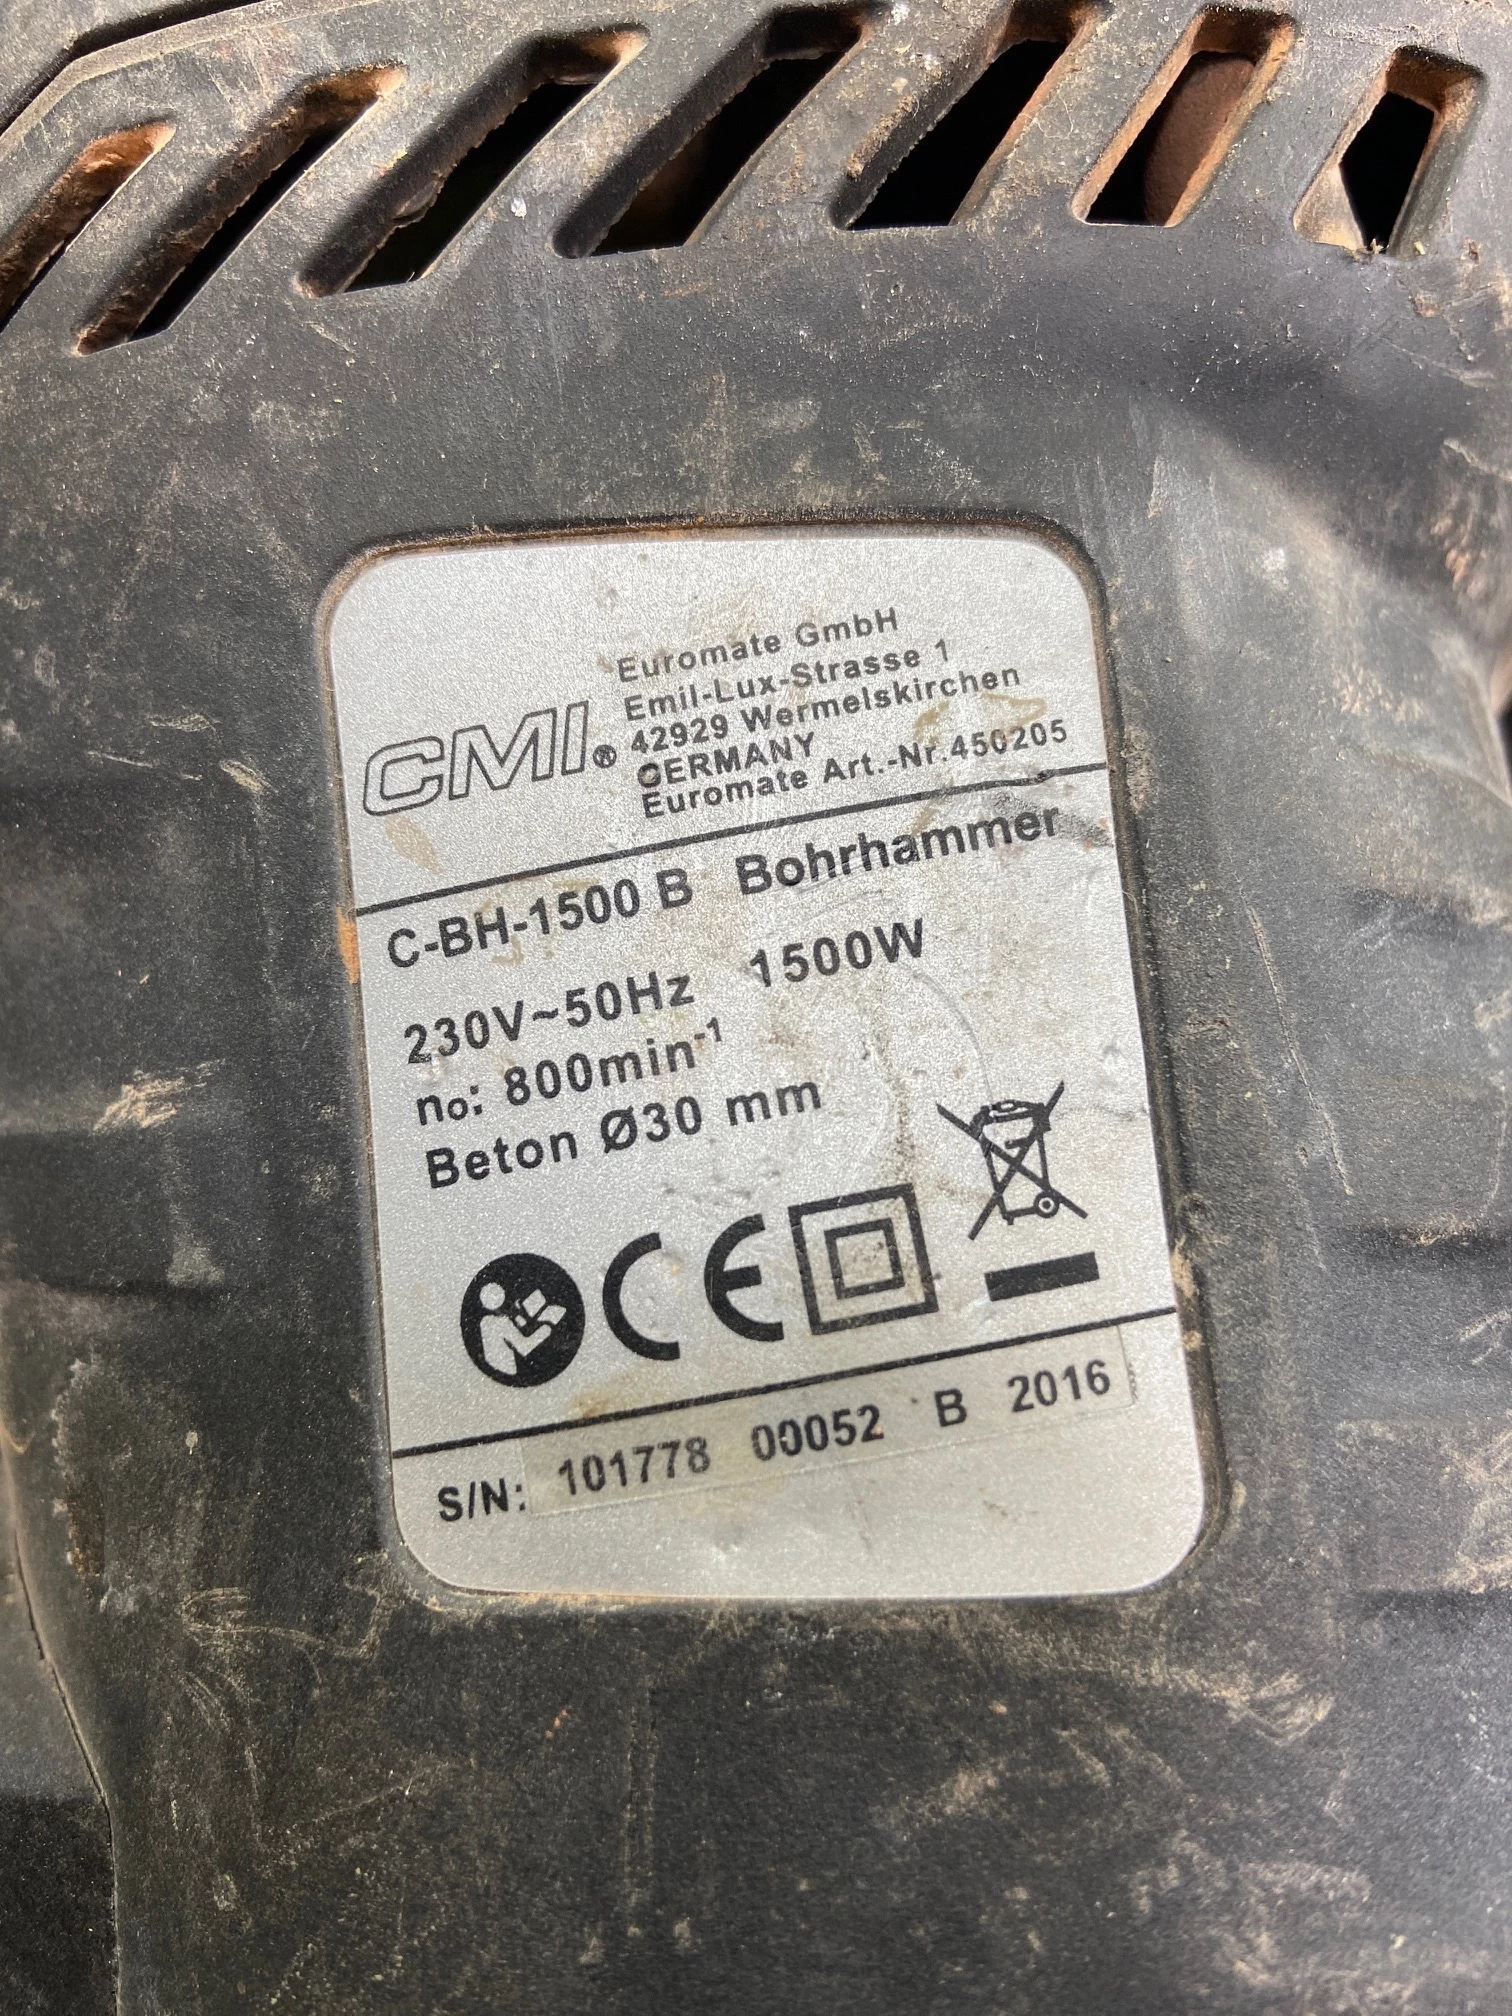 Euromate GmbH
Emil-Lux-Strasse 1
42929 Wermelskirchen
GERMANY
Euromate Art.-Nr.450205
CMI®
C-BH-1500 B Bohrhammer
230V~50Hz 1500W
n₀: 800min⁻¹
Beton Ø30 mm
CE
S/N: 101778 00052 B 2016